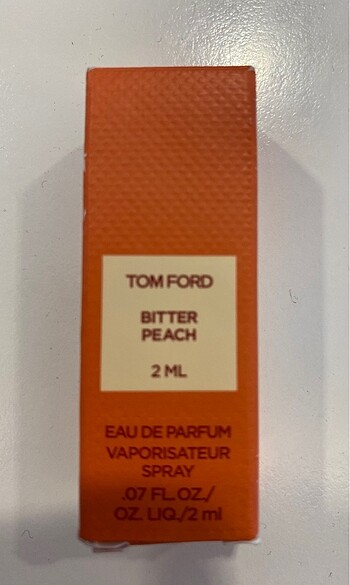 TOM FORD
BITTER
PEACH
2 ML
EAU DE PARFUM
VAPORISATEUR
SPRAY
.07 FL. OZ./
OZ. LIQ./2 ml